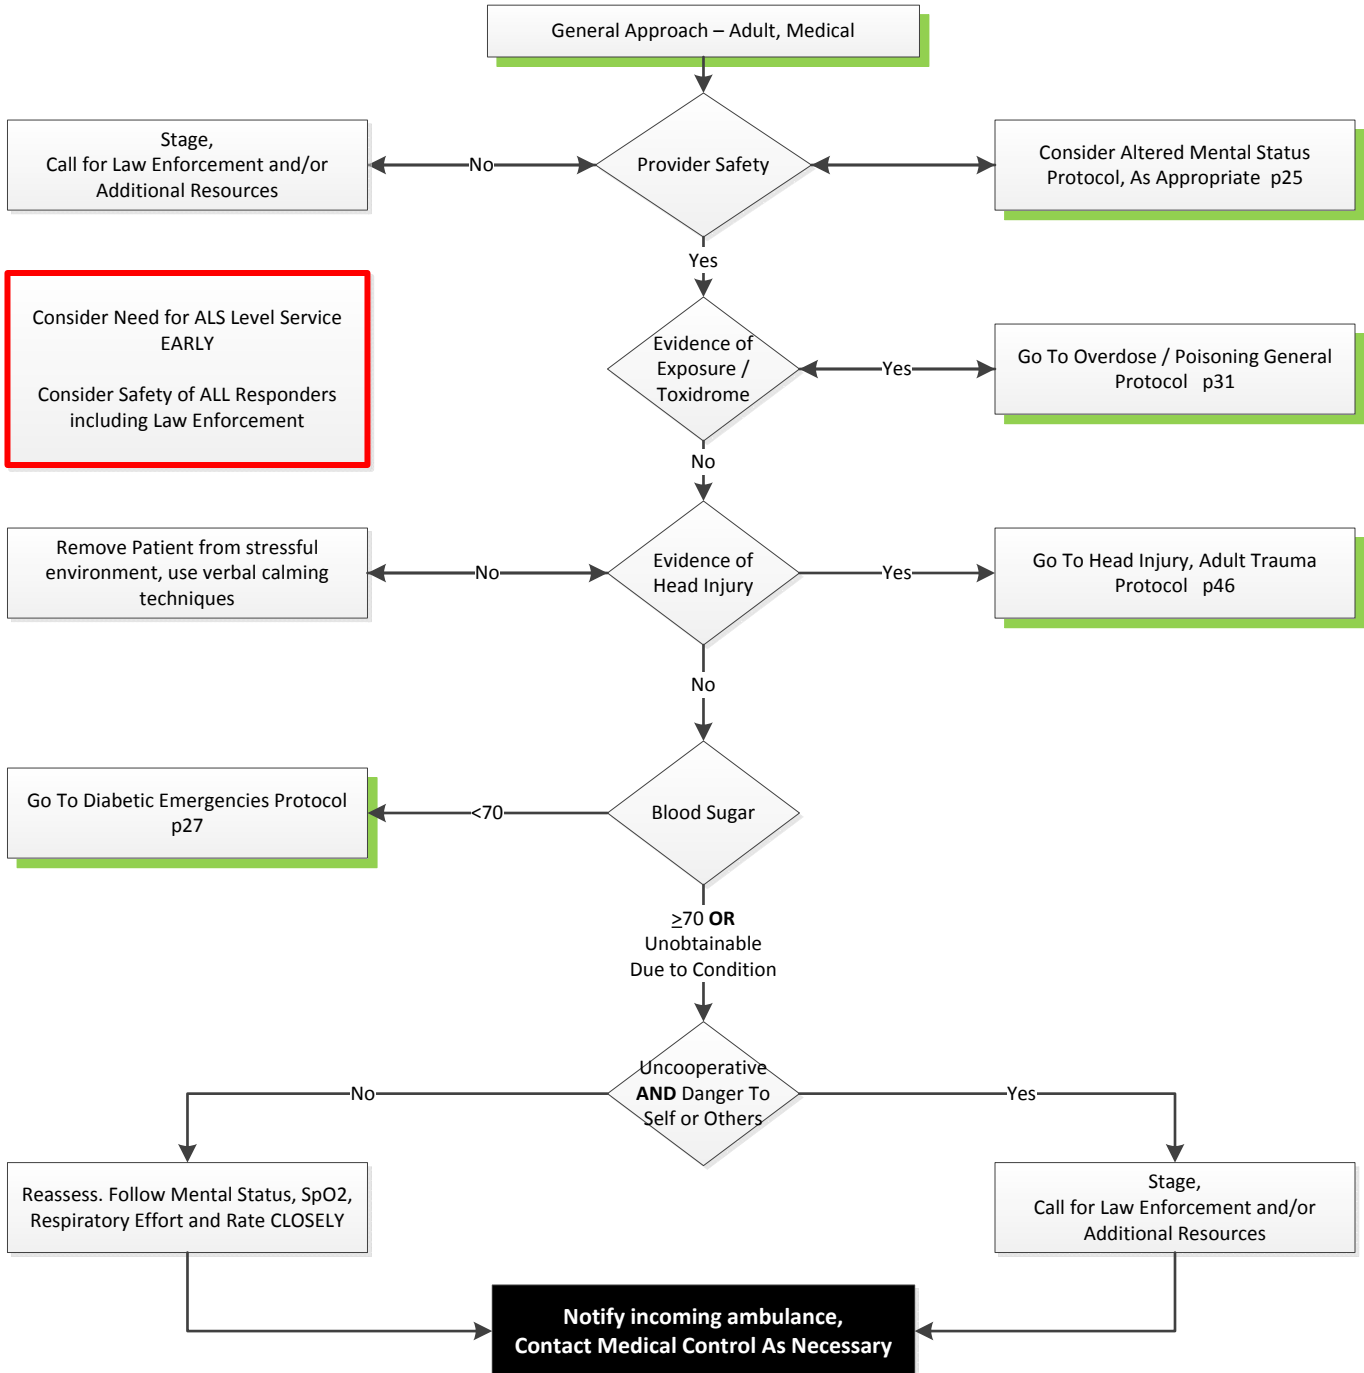 General Approach – Adult, Medical
Stage,
Call for Law Enforcement and/or
Additional Resources
No
Provider Safety
Consider Altered Mental Status
Protocol, As Appropriate p25
Yes
Consider Need for ALS Level Service
EARLY
Consider Safety of ALL Responders
including Law Enforcement
Evidence of
Exposure /
Toxidrome
Yes
Go To Overdose / Poisoning General
Protocol p31
No
Remove Patient from stressful
environment, use verbal calming
techniques
No
Evidence of
Head Injury
Yes
Go To Head Injury, Adult Trauma
Protocol p46
No
Go To Diabetic Emergencies Protocol
p27
<70
Blood Sugar
≥70 OR
Unobtainable
Due to Condition
No
Uncooperative
AND Danger To
Self or Others
Yes
Reassess. Follow Mental Status, SpO2,
Respiratory Effort and Rate CLOSELY
Stage,
Call for Law Enforcement and/or
Additional Resources
Notify incoming ambulance,
Contact Medical Control As Necessary